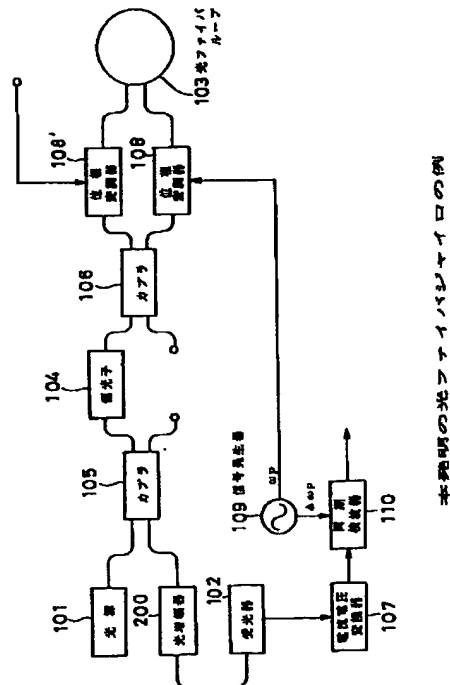 103 光ファイバ
ループ
108'
位相
変調器
108
位相
変調器
106
カプラ
104
偏光子
105
カプラ
101
光源
200
光増幅器
102
受光器
109 信号発生器
ωP
ΔωP
同期
検波器
110
電流電圧
変換器
107
本発明の光ファイバジャイロの例